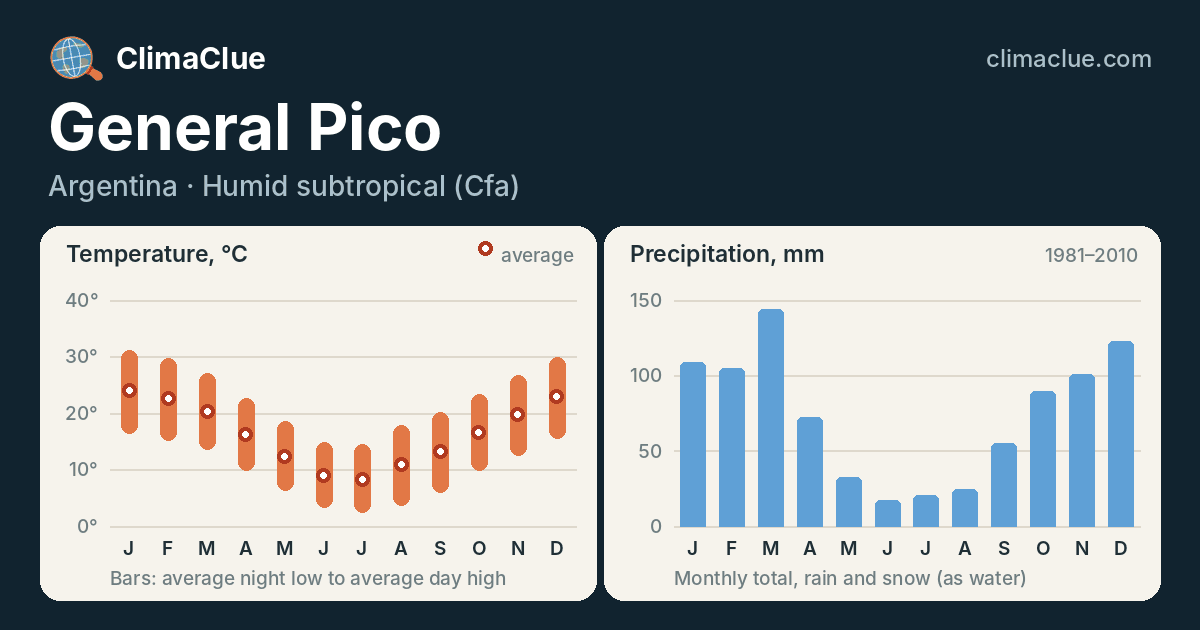 ClimaClue
climaclue.com
General Pico
Argentina · Humid subtropical (Cfa)
Temperature, °C
average
40°
30°
20°
10°
0°
J F M A M J J A S O N D
Bars: average night low to average day high
Precipitation, mm
1981–2010
150
100
50
0
J F M A M J J A S O N D
Monthly total, rain and snow (as water)